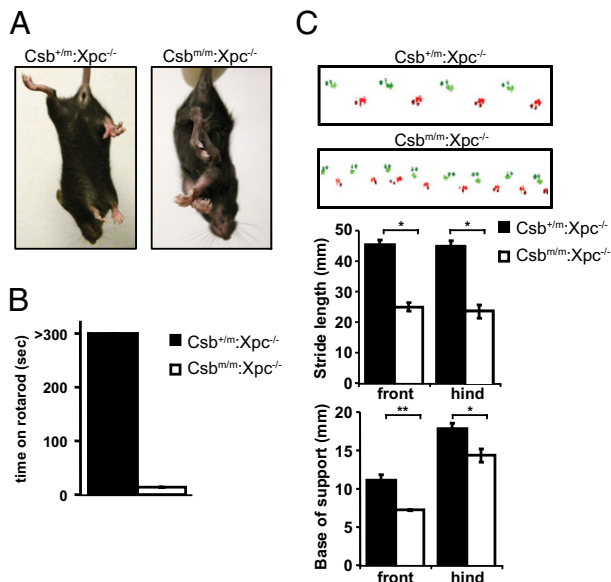 A
Csb+/m:Xpc-/-
Csbm/m:Xpc-/-
B
time on rotarod (sec)
>300
300
100
0
Csb+/m:Xpc-/-
Csbm/m:Xpc-/-
C
Csb+/m:Xpc-/-
Csbm/m:Xpc-/-
Stride length (mm)
50
40
30
20
10
0
*
*
front
hind
Csb+/m:Xpc-/-
Csbm/m:Xpc-/-
Base of support (mm)
20
15
10
5
0
**
*
front
hind